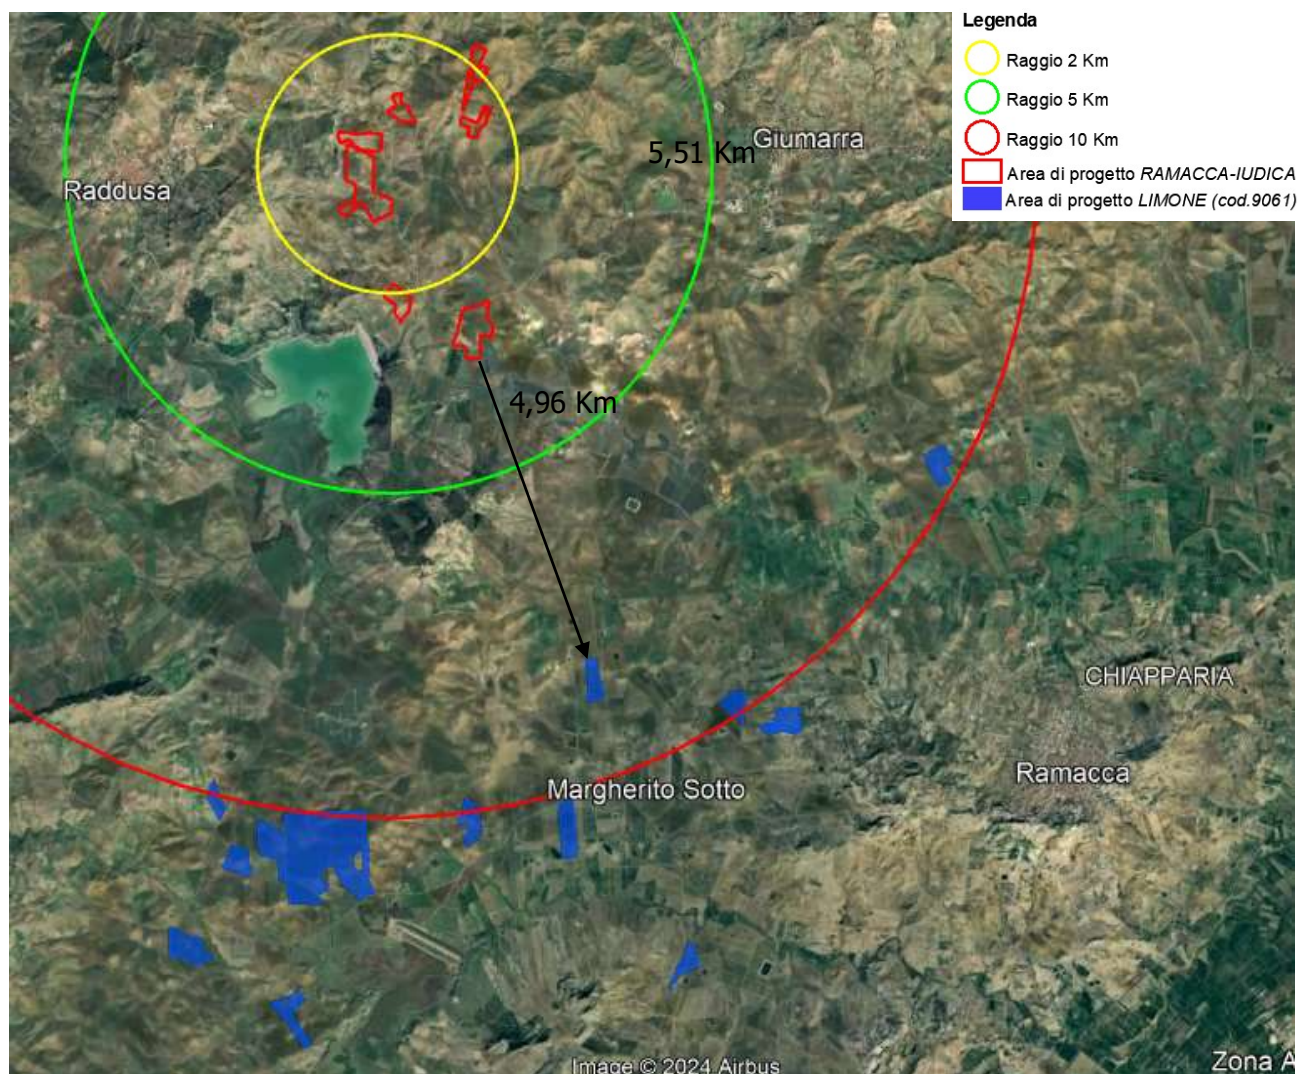 Legenda
Raggio 2 Km
Raggio 5 Km
Raggio 10 Km
Area di progetto RAMACCA-IUDICA
Area di progetto LIMONE (cod.9061)
Giumarra
5,51 Km
Raddusa
4,96 Km
CHIAPPARIA
Ramacca
Margherito Sotto
Image © 2024 Airbus
Zona A